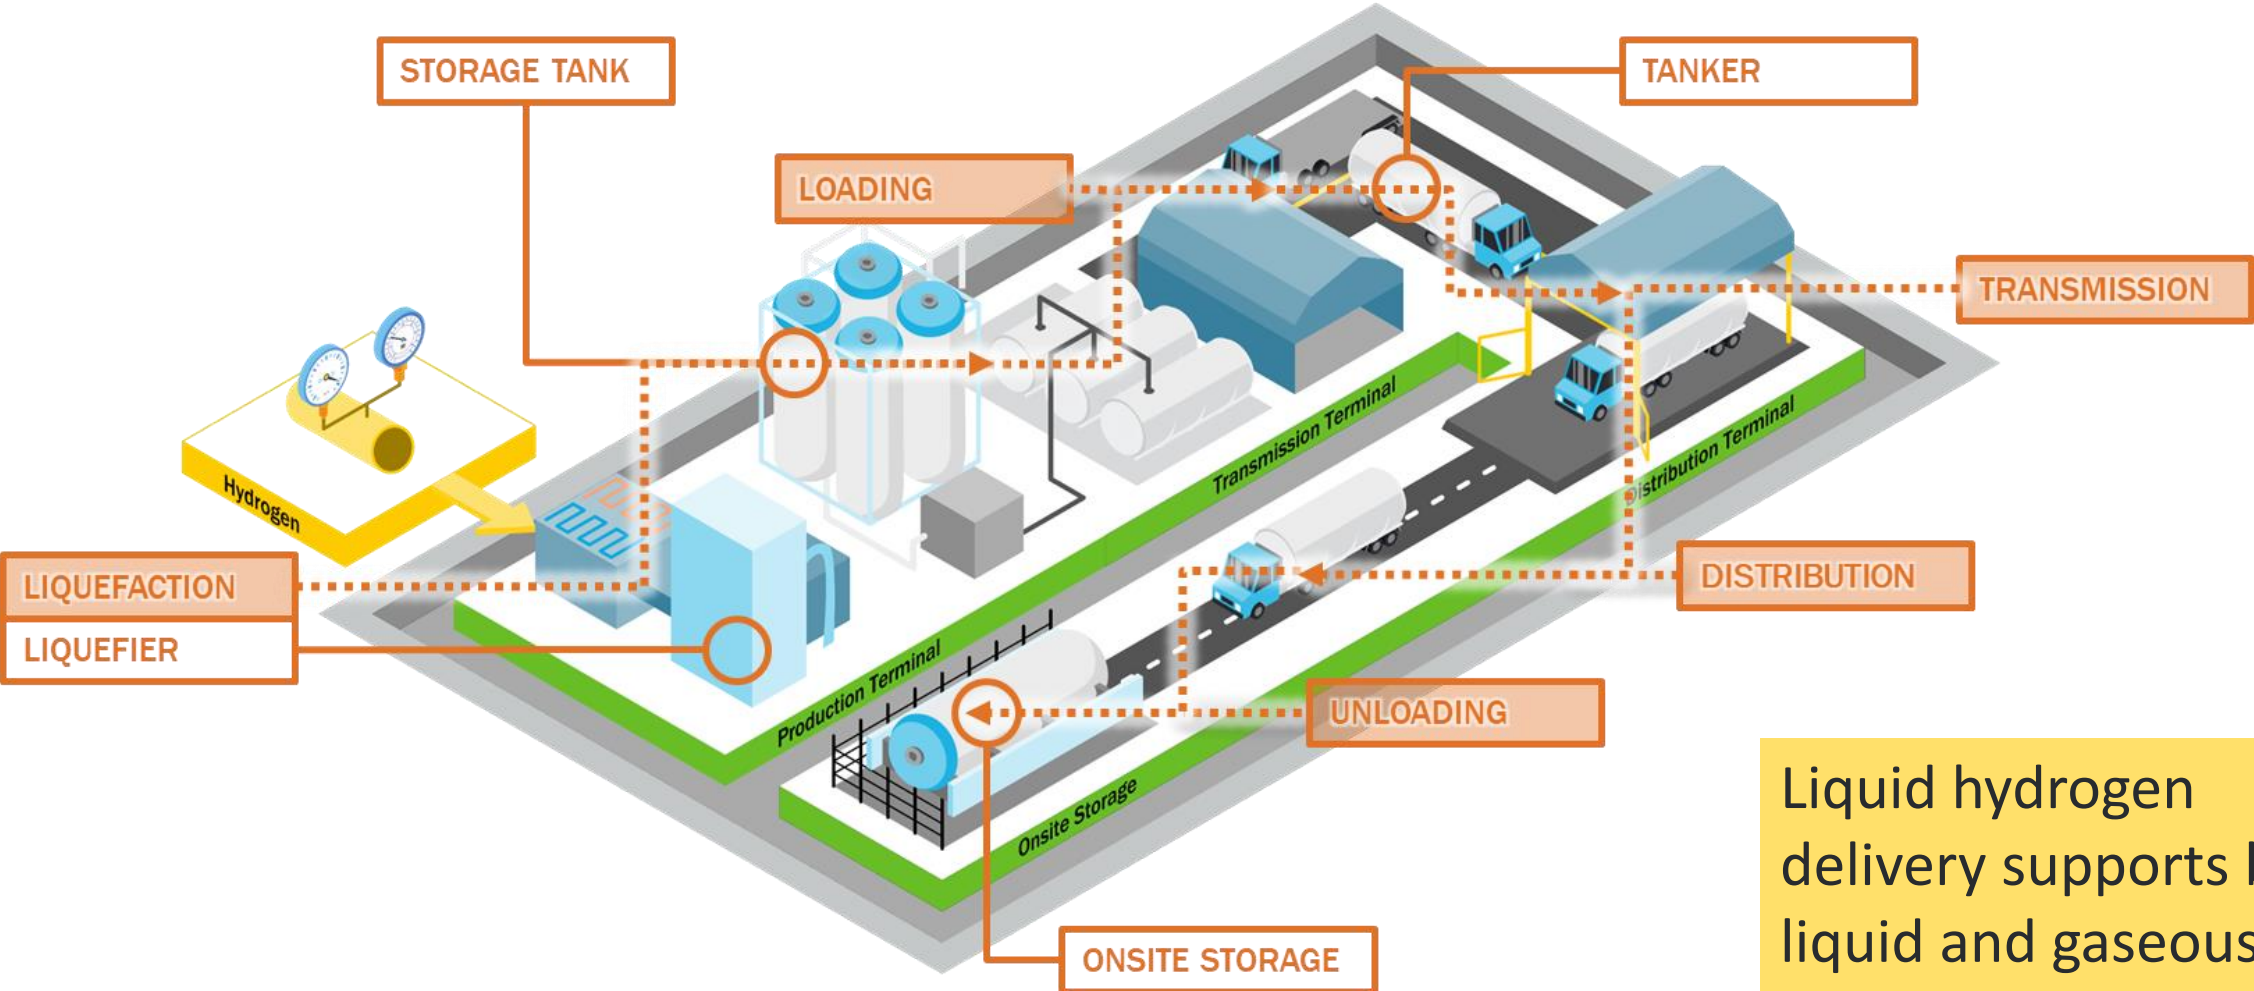 STORAGE TANK
TANKER
LOADING
TRANSMISSION
Hydrogen
Transmission Terminal
Distribution Terminal
LIQUEFACTION
LIQUEFIER
DISTRIBUTION
Production Terminal
UNLOADING
Onsite Storage
ONSITE STORAGE
Liquid hydrogen
delivery supports
liquid and gaseous